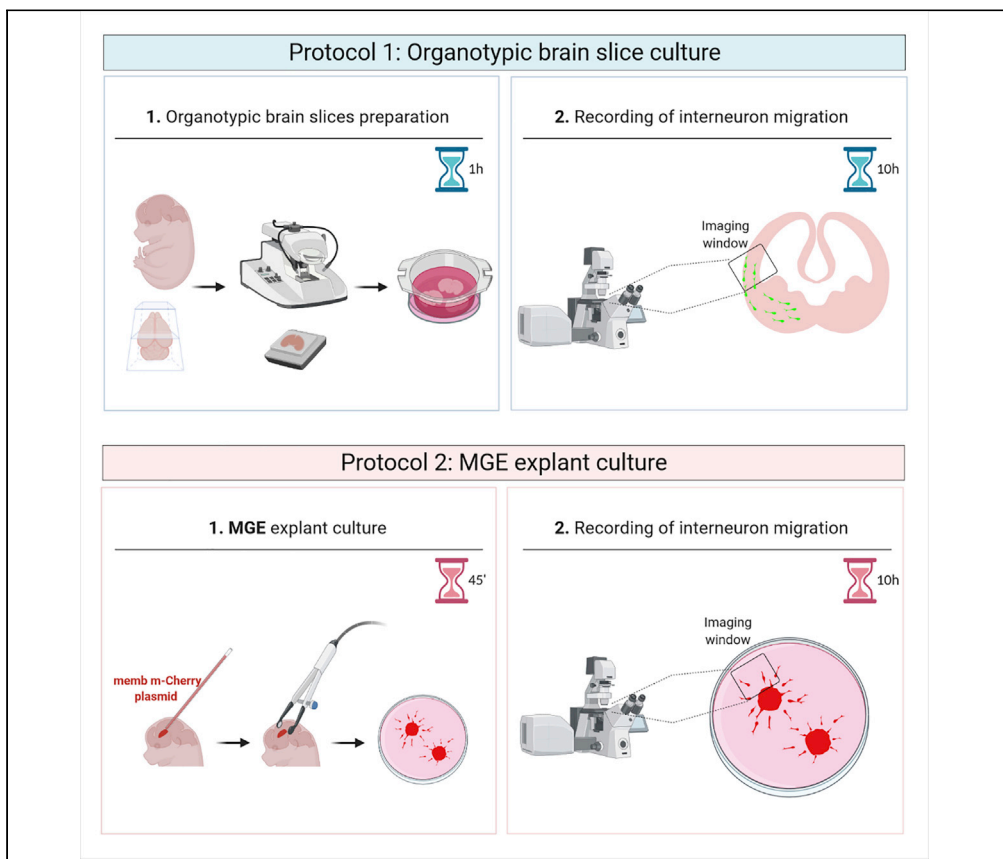 Protocol 1: Organotypic brain slice culture
1. Organotypic brain slices preparation
1h
2. Recording of interneuron migration
10h
Imaging
window
Protocol 2: MGE explant culture
1. MGE explant culture
45'
memb m-Cherry
plasmid
2. Recording of interneuron migration
10h
Imaging
window